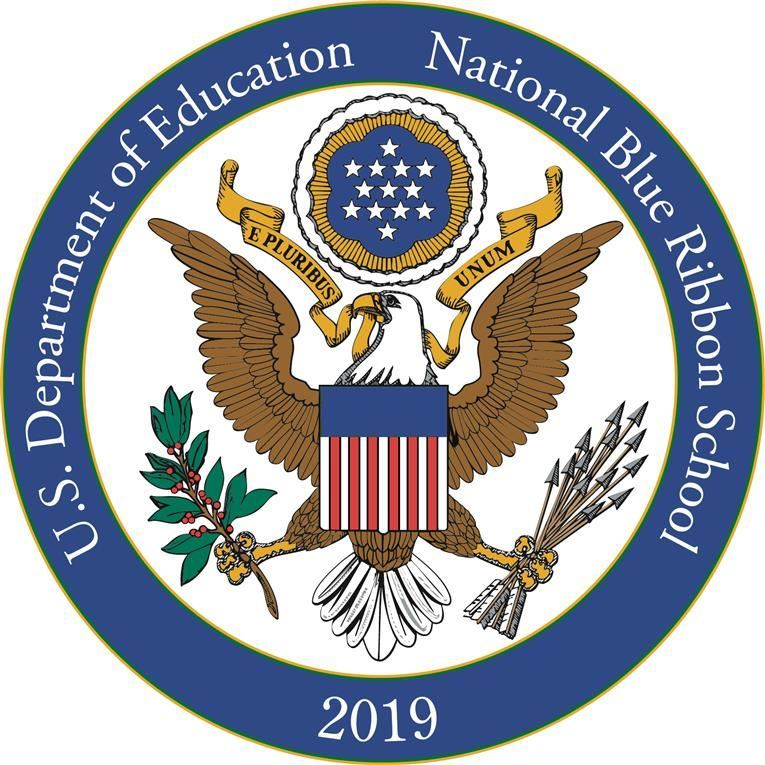 U.S. Department of Education
National Blue Ribbon School
E PLURIBUS
UNUM
2019